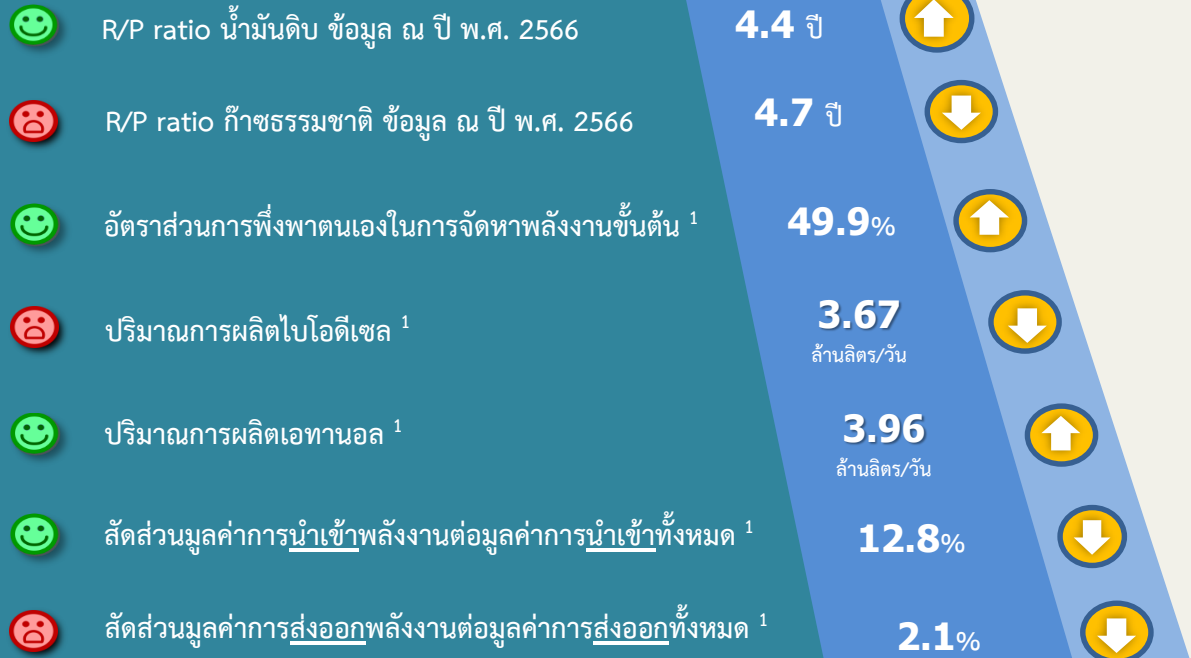 R/P ratio น้ำมันดิบ ข้อมูล ณ ปี พ.ศ. 2566 4.4 ปี
R/P ratio ก๊าซธรรมชาติ ข้อมูล ณ ปี พ.ศ. 2566 4.7 ปี
อัตราส่วนการพึ่งพาตนเองในการจัดหาพลังงานขั้นต้น ¹ 49.9%
ปริมาณการผลิตไบโอดีเซล ¹ 3.67
ล้านลิตร/วัน
ปริมาณการผลิตเอทานอล ¹ 3.96
ล้านลิตร/วัน
สัดส่วนมูลค่าการนำเข้าพลังงานต่อมูลค่าการนำเข้าทั้งหมด ¹ 12.8%
สัดส่วนมูลค่าการส่งออกพลังงานต่อมูลค่าการส่งออกทั้งหมด ¹ 2.1%